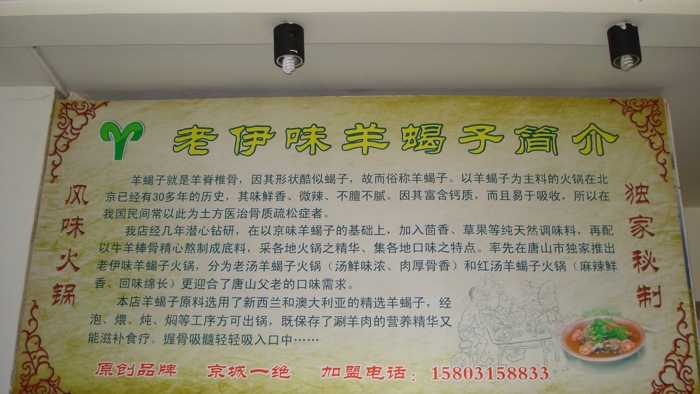 老伊味羊蝎子简介
风味火锅
羊蝎子就是羊脊椎骨，因其形状酷似蝎子，故而俗称羊蝎子。以羊蝎子为主料的火锅在北
京已经有30多年的历史，其味鲜香、微辣、不膻不腻。因其富含钙质，而且易于吸收，所以在
我国民间常以此为土方医治骨质疏松症者。
我店经几年潜心钻研，在以京味羊蝎子的基础上，加入茴香、草果等纯天然调味料，再配
以牛羊棒骨精心熬制成底料，采各地火锅之精华、集各地口味之特点。率先在唐山市独家推出
老伊味羊蝎子火锅，分为老汤羊蝎子火锅（汤鲜味浓、肉厚骨香）和红汤羊蝎子火锅（麻辣鲜
香、回味绵长）更迎合了唐山父老的口味需求。
本店羊蝎子原料选用了新西兰和澳大利亚的精选羊蝎子，经
泡、煨、炖、焖等工序方可出锅，既保存了涮羊肉的营养精华又
能滋补食疗。握骨吸髓轻轻吸入口中……
独家秘制
原创品牌 京城一绝 加盟电话：15803158833